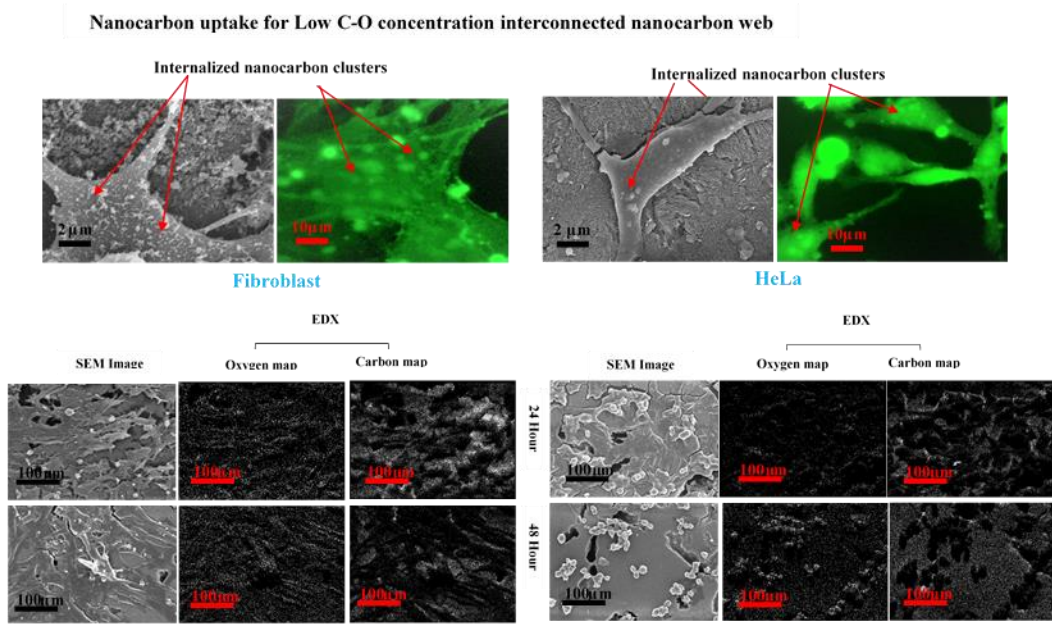 Nanocarbon uptake for Low C-O concentration interconnected nanocarbon web
Internalized nanocarbon clusters
Internalized nanocarbon clusters
2 μm
10μm
2 μm
10μm
Fibroblast
HeLa
EDX
EDX
SEM Image
Oxygen map
Carbon map
SEM Image
Oxygen map
Carbon map
24 Hour
100μm
100μm
100μm
100μm
100μm
100μm
48 Hour
100μm
100μm
100μm
100μm
100μm
100μm